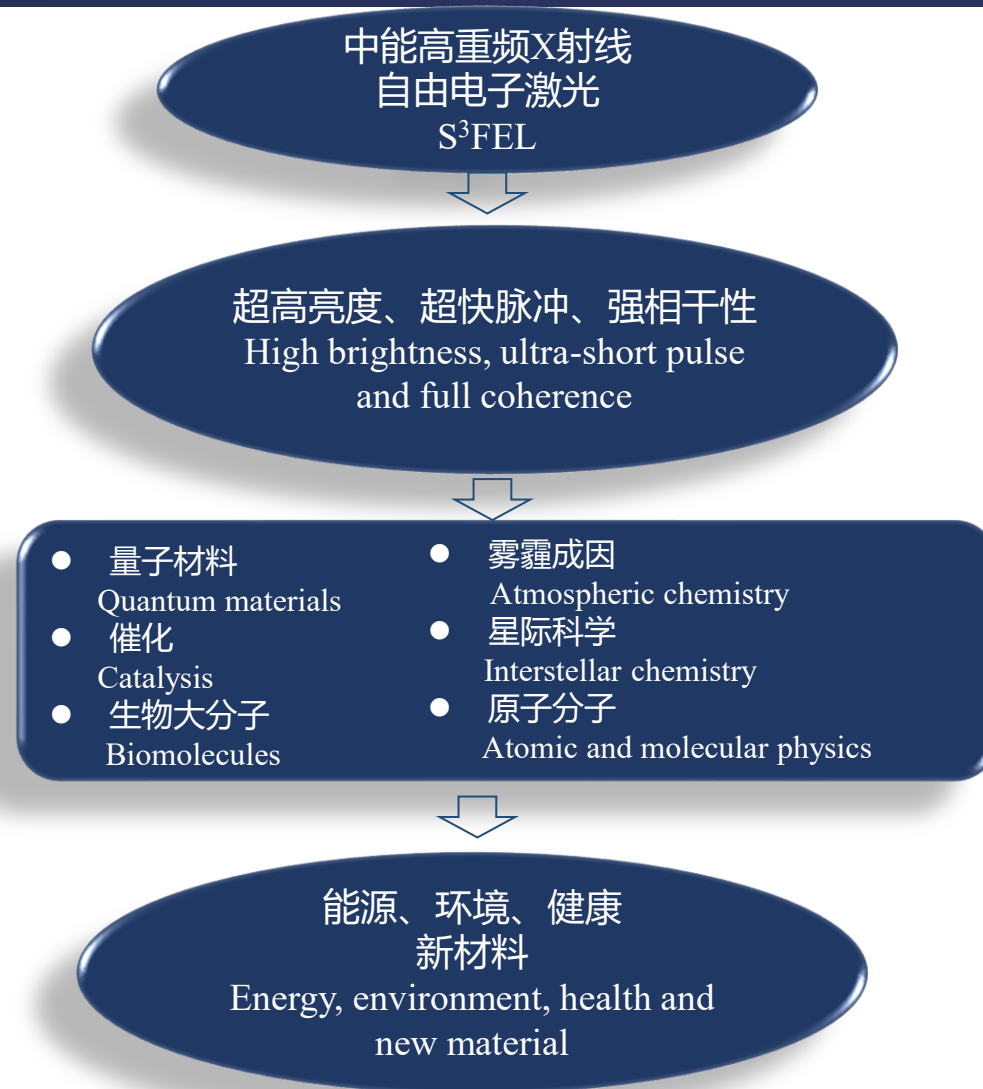 中能高重频X射线
自由电子激光
S³FEL
超高亮度、超快脉冲、强相干性
High brightness, ultra-short pulse
and full coherence
● 量子材料
Quantum materials
● 催化
Catalysis
● 生物大分子
Biomolecules
● 雾霾成因
Atmospheric chemistry
● 星际科学
Interstellar chemistry
● 原子分子
Atomic and molecular physics
能源、环境、健康
新材料
Energy, environment, health and
new material